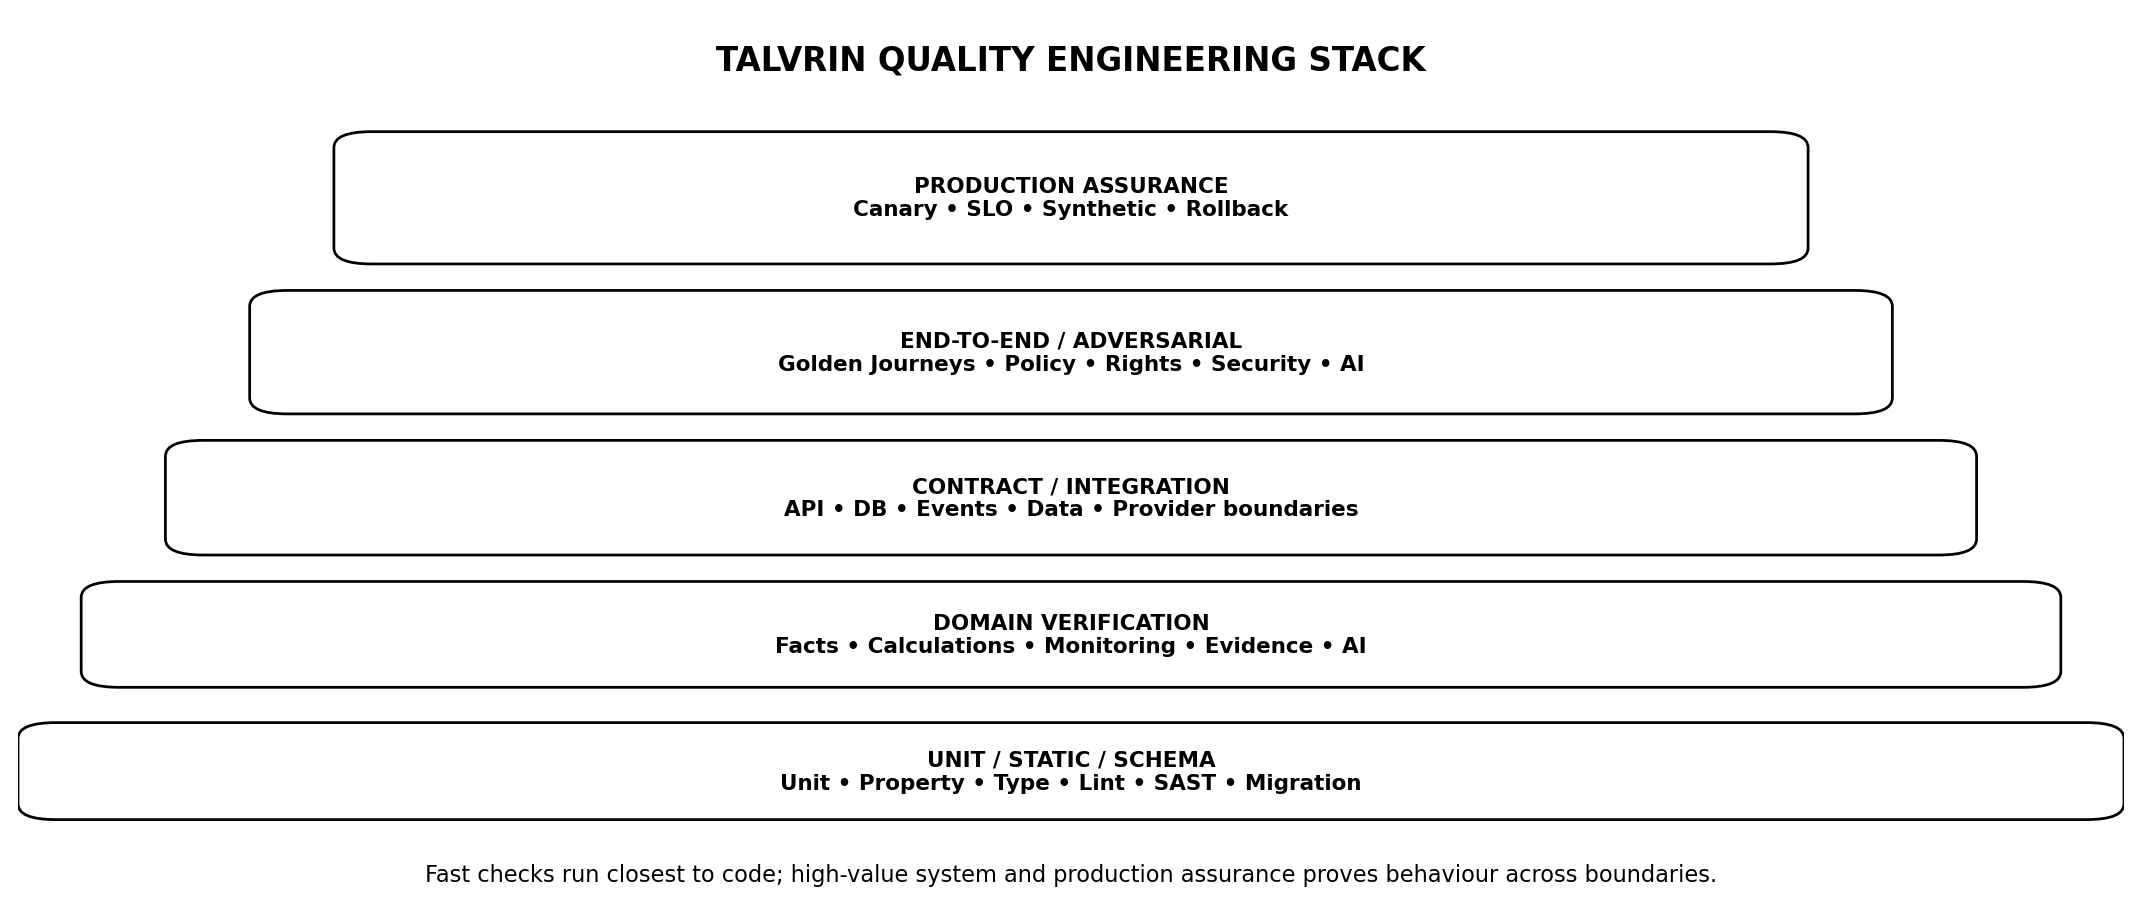 TALVRIN QUALITY ENGINEERING STACK
PRODUCTION ASSURANCE
Canary • SLO • Synthetic • Rollback
END-TO-END / ADVERSARIAL
Golden Journeys • Policy • Rights • Security • AI
CONTRACT / INTEGRATION
API • DB • Events • Data • Provider boundaries
DOMAIN VERIFICATION
Facts • Calculations • Monitoring • Evidence • AI
UNIT / STATIC / SCHEMA
Unit • Property • Type • Lint • SAST • Migration
Fast checks run closest to code; high-value system and production assurance proves behaviour across boundaries.